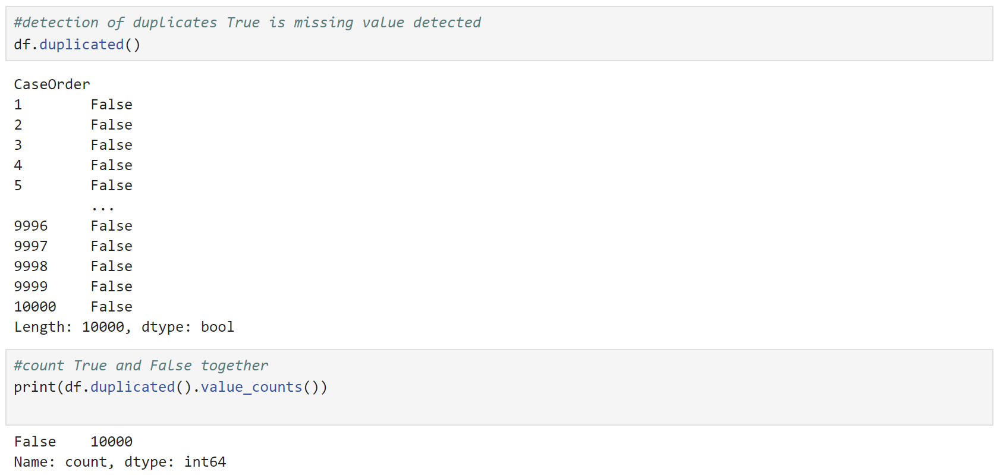 #detection of duplicates True is missing value detected
df.duplicated()
CaseOrder
1        False
2        False
3        False
4        False
5        False
         ...
9996     False
9997     False
9998     False
9999     False
10000    False
Length: 10000, dtype: bool
#count True and False together
print(df.duplicated().value_counts())
False    10000
Name: count, dtype: int64